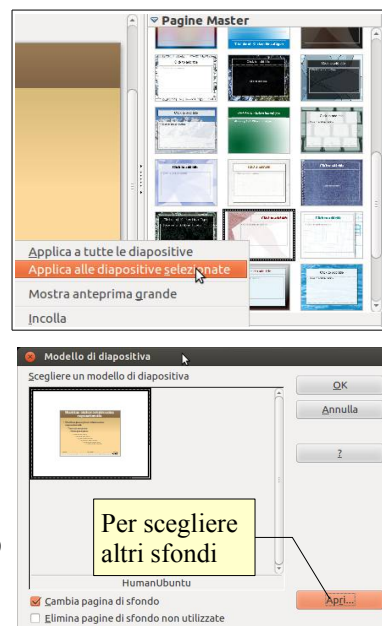 Pagine Master
Applica a tutte le diapositive
Applica alle diapositive selezionate
Mostra anteprima grande
Incolla
Modello di diapositiva
Scegliere un modello di diapositiva
OK
Annulla
?
Per scegliere
altri sfondi
HumanUbuntu
Cambia pagina di sfondo
Apri...
Elimina pagine di sfondo non utilizzate